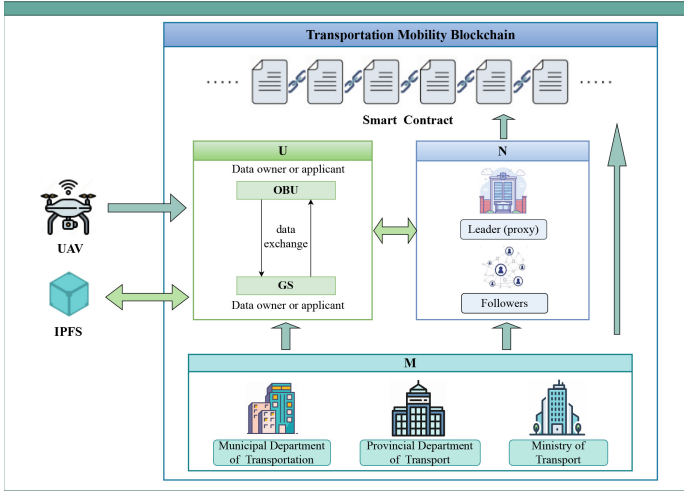 Transportation Mobility Blockchain
.....
.....
Smart Contract
U
Data owner or applicant
OBU
data
exchange
GS
Data owner or applicant
N
Leader (proxy)
Followers
UAV
IPFS
M
Municipal Department
of Transportation
Provincial Department
of Transport
Ministry of
Transport